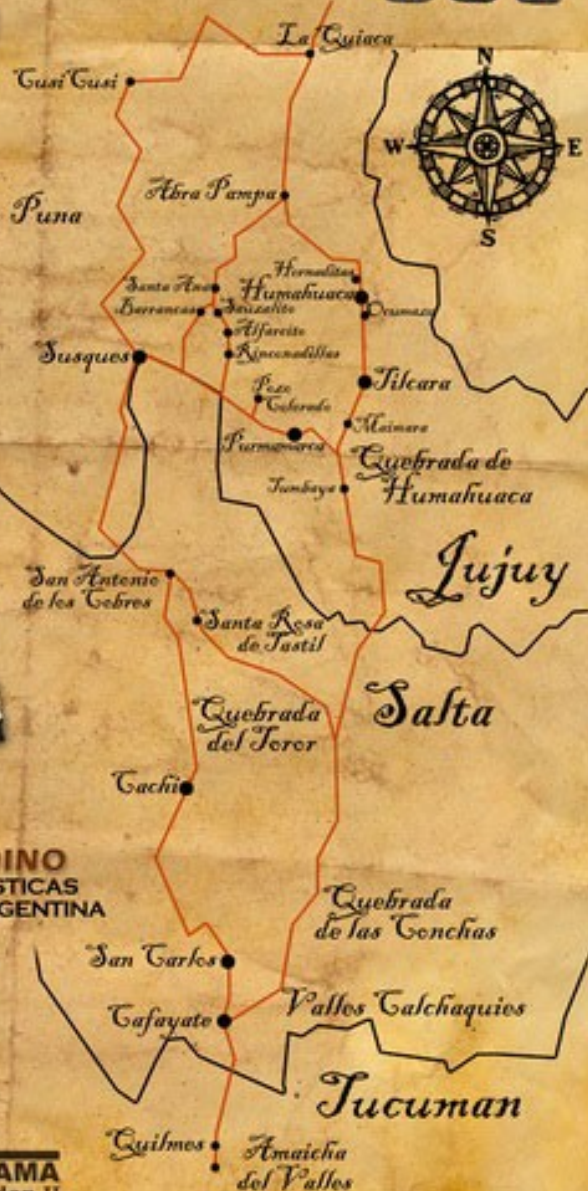 La Quiaca
Cusi Cusi
N
W
E
S
Abra Pampa
Puna
Hornaditas
Santa Ana
Humahuaca
Barrancas
Sauzalito
Ocumazo
Alfarcito
Susques
Rinconadillas
Tilcara
Pozo
Colorado
Maimara
Purmamarca
Quebrada de
Humahuaca
Tumbaya
Jujuy
San Antonio
de los Cobres
Santa Rosa
de Tastil
Salta
Quebrada
del Toror
Cachi
DINO
STICAS
GENTINA
Quebrada
de las Conchas
San Carlos
Valles Calchaquies
Cafayate
Tucuman
Quilmes
Amaicha
del Valles
AMA